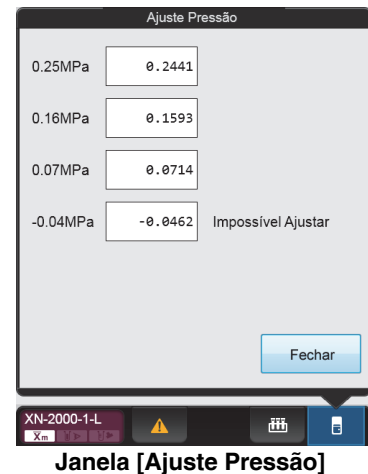 Ajuste Pressão
0.25MPa 0.2441
0.16MPa 0.1593
0.07MPa 0.0714
-0.04MPa -0.0462 Impossível Ajustar
Fechar
XN-2000-1-L
Xm
Janela [Ajuste Pressão]